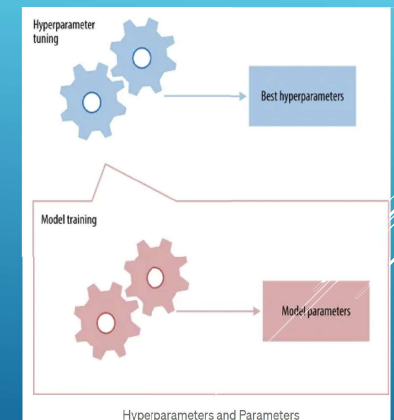 Hyperparameter
tuning
Best hyperparameters
Model training
Model parameters
Hyperparameters and Parameters